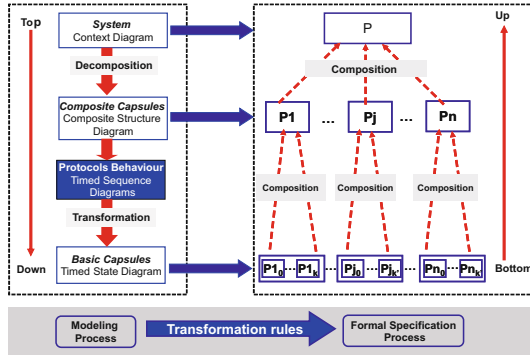 Top
System
Context Diagram
Decomposition
Composite Capsules
Composite Structure
Diagram
Protocols Behaviour
Timed Sequence
Diagrams
Transformation
Basic Capsules
Timed State Diagram
Down
Up
P
Composition
P1 ... Pj ... Pn
Composition Composition Composition
P1₀...P1ₖ Pj₀...Pjₖ' Pn₀...Pnₖ'
Bottom
Modeling
Process
Transformation rules
Formal Specification
Process